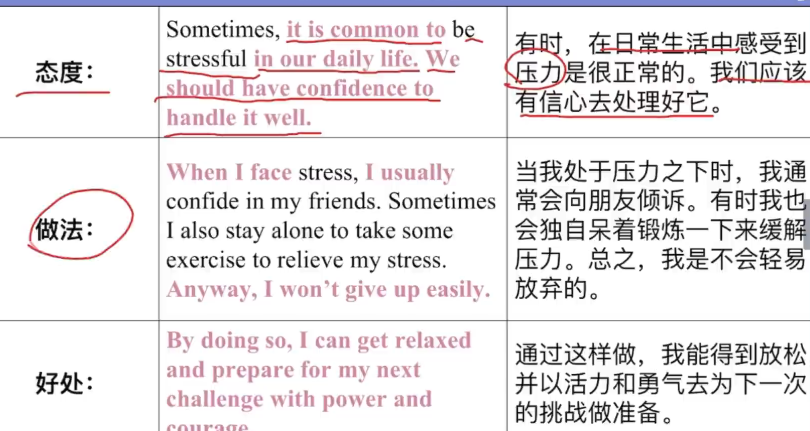 态度：
Sometimes, it is common to be
stressful in our daily life. We
should have confidence to
handle it well.
有时，在日常生活中感受到
压力是很正常的。我们应该
有信心去处理好它。
做法：
When I face stress, I usually
confide in my friends. Sometimes
I also stay alone to take some
exercise to relieve my stress.
Anyway, I won’t give up easily.
当我处于压力之下时，我通
常会向朋友倾诉。有时我也
会独自呆着锻炼一下来缓解
压力。总之，我是不会轻易
放弃的。
好处：
By doing so, I can get relaxed
and prepare for my next
challenge with power and
courage
通过这样做，我能得到放松
并以活力和勇气去为下一次
的挑战做准备。